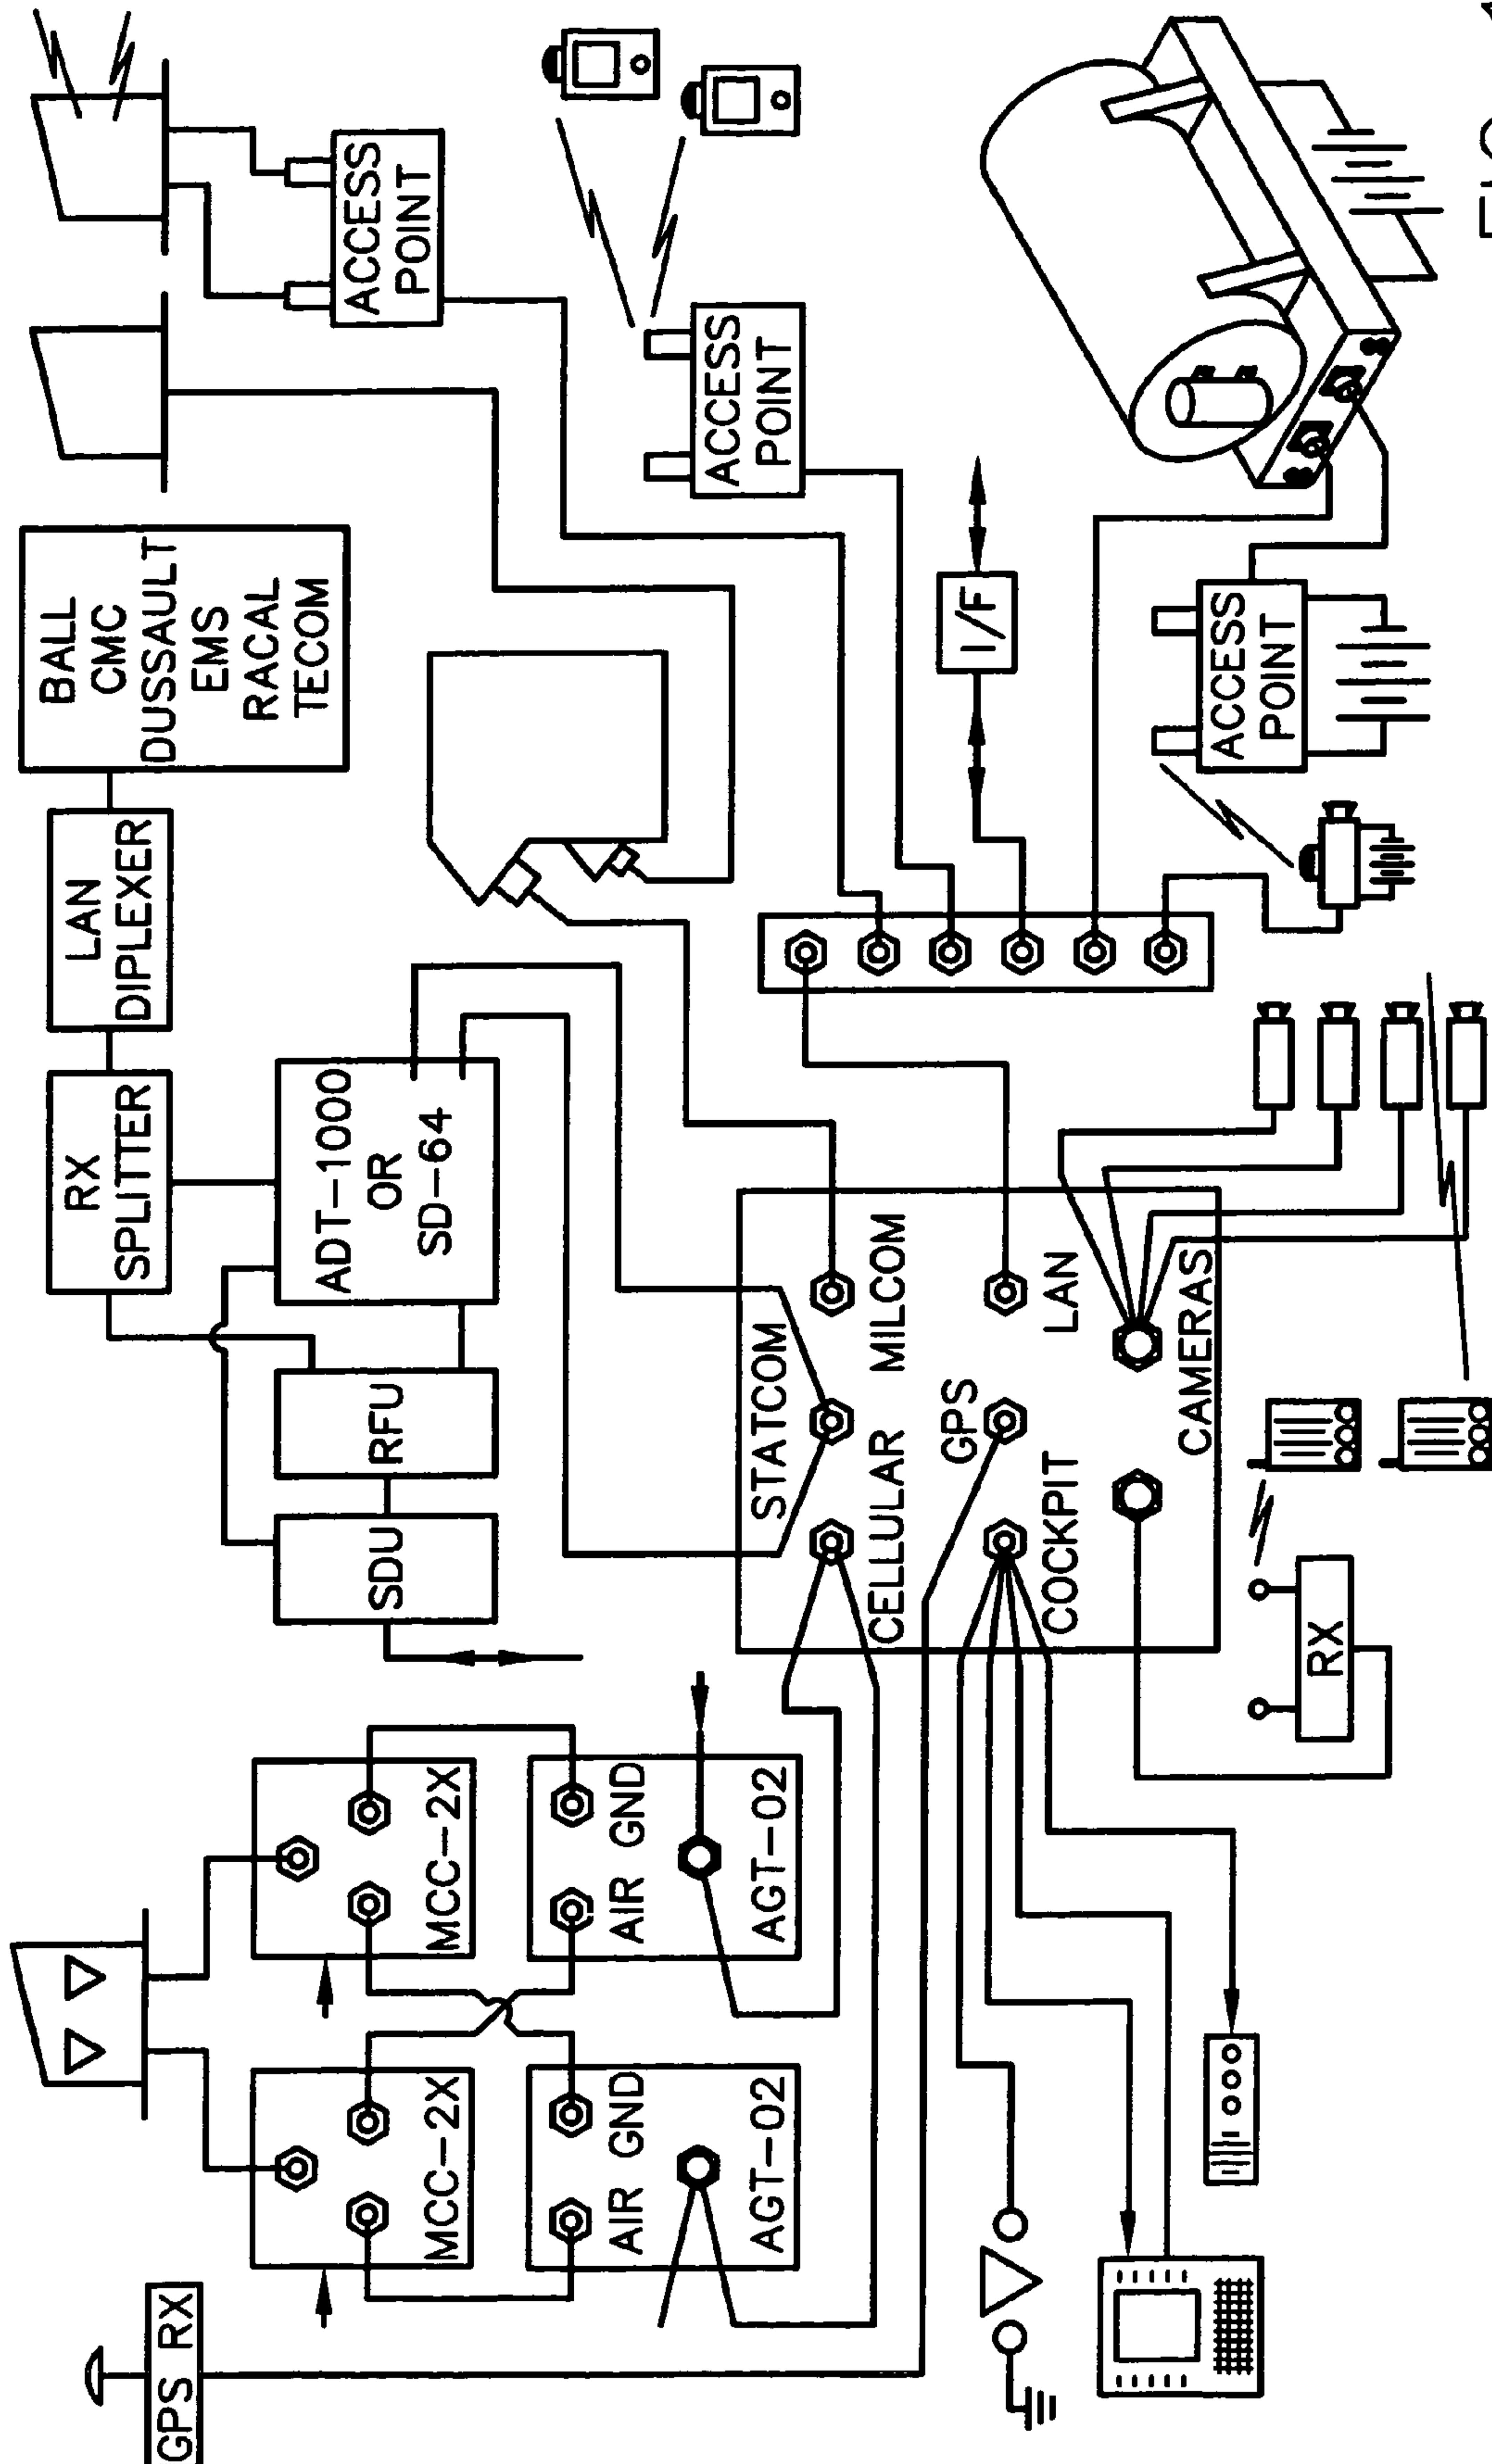 GPS RX
MCC-2X
AIR GND
AGT-02
MCC-2X
AIR GND
AGT-02
SDU
RFU
RX
SPLITTER
ADT-1000
OR
SD-64
LAN
DIPLEXER
BALL
CMC
DUSSAULT
EMS
RACAL
TECOM
ACCESS
POINT
ACCESS
POINT
I/F
ACCESS
POINT
STATCOM
CELLULAR
MILCOM
GPS
LAN
COCKPIT
CAMERAS
RX